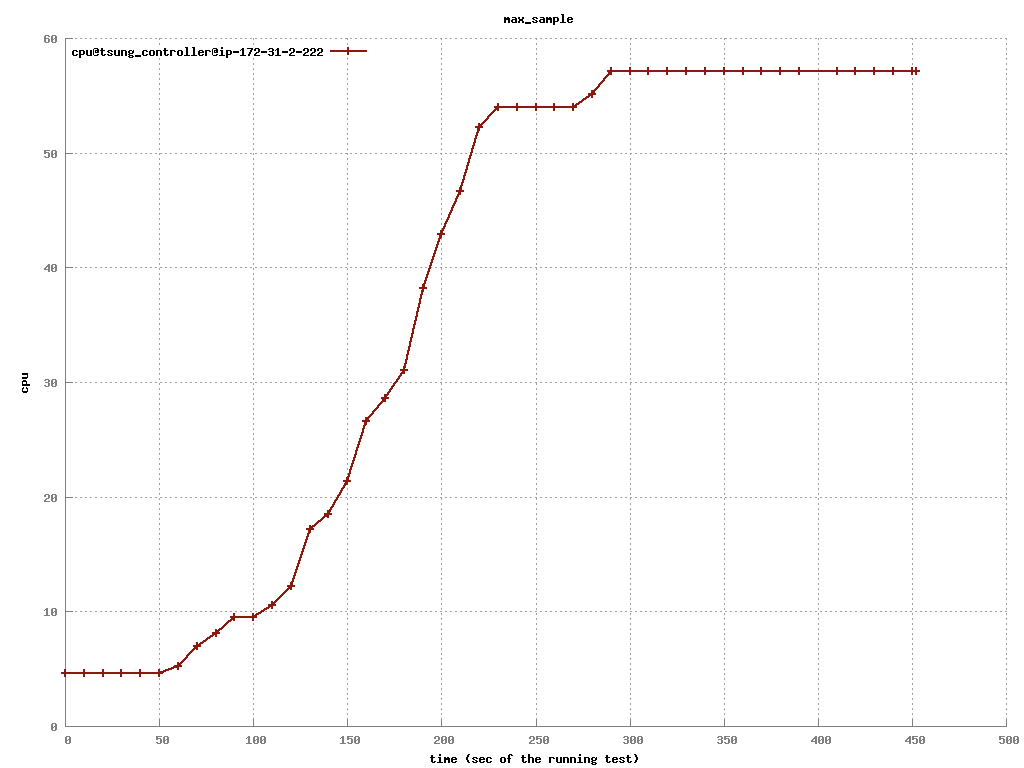 max_sample
cpu@tsung_controller@ip-172-31-2-222
60
50
40
30
20
10
0
cpu
0 50 100 150 200 250 300 350 400 450 500
time (sec of the running test)